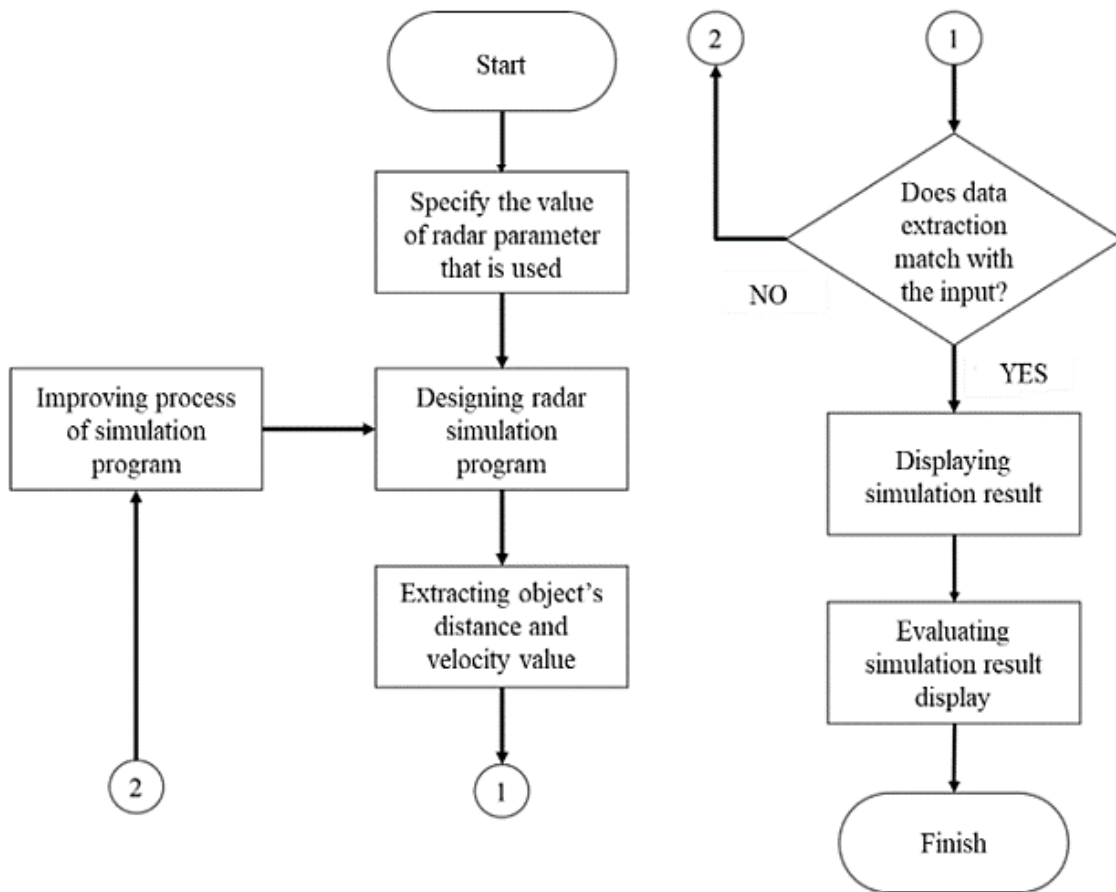 Start
Specify the value
of radar parameter
that is used
Improving process
of simulation
program
Designing radar
simulation
program
Extracting object's
distance and
velocity value
2
1
2
1
Does data
extraction
match with
the input?
NO
YES
Displaying
simulation result
Evaluating
simulation result
display
Finish